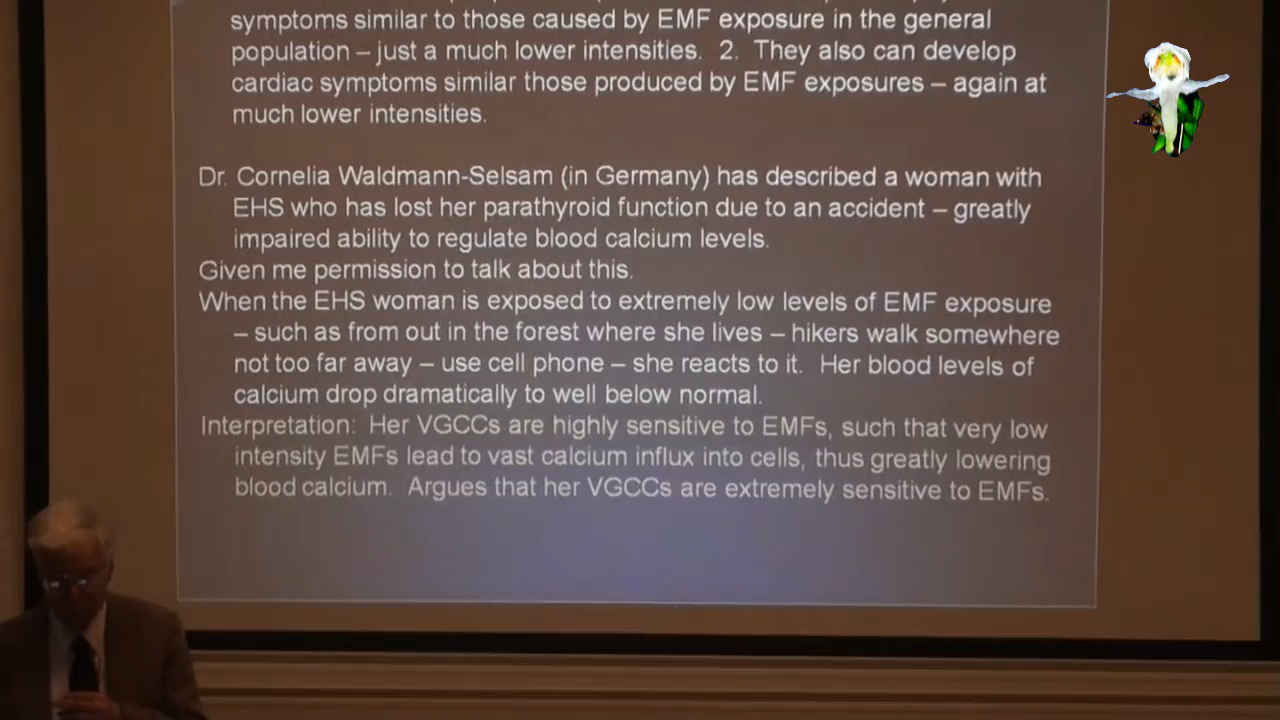 symptoms similar to those caused by EMF exposure in the general
population – just a much lower intensities. 2. They also can develop
cardiac symptoms similar those produced by EMF exposures – again at
much lower intensities.
Dr. Cornelia Waldmann-Selsam (in Germany) has described a woman with
EHS who has lost her parathyroid function due to an accident – greatly
impaired ability to regulate blood calcium levels.
Given me permission to talk about this.
When the EHS woman is exposed to extremely low levels of EMF exposure
– such as from out in the forest where she lives – hikers walk somewhere
not too far away – use cell phone – she reacts to it. Her blood levels of
calcium drop dramatically to well below normal.
Interpretation: Her VGCCs are highly sensitive to EMFs, such that very low
intensity EMFs lead to vast calcium influx into cells, thus greatly lowering
blood calcium. Argues that her VGCCs are extremely sensitive to EMFs.